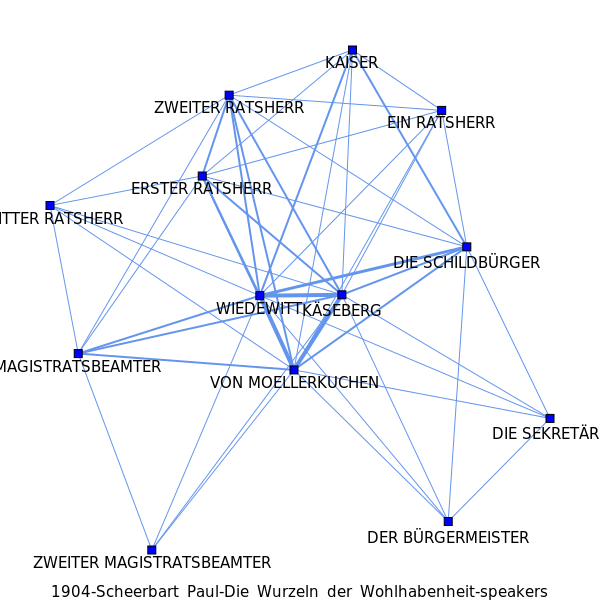 KAISER
ZWEITER RATSHERR
EIN RATSHERR
ERSTER RATSHERR
ITTER RATSHERR
DIE SCHILDBÜRGER
WIEDEWITT
KÄSEBERG
MAGISTRATSBEAMTER
VON MOELLERKUCHEN
DIE SEKRETÄR
DER BÜRGERMEISTER
ZWEITER MAGISTRATSBEAMTER
1904-Scheerbart Paul-Die Wurzeln der Wohlhabenheit-speakers